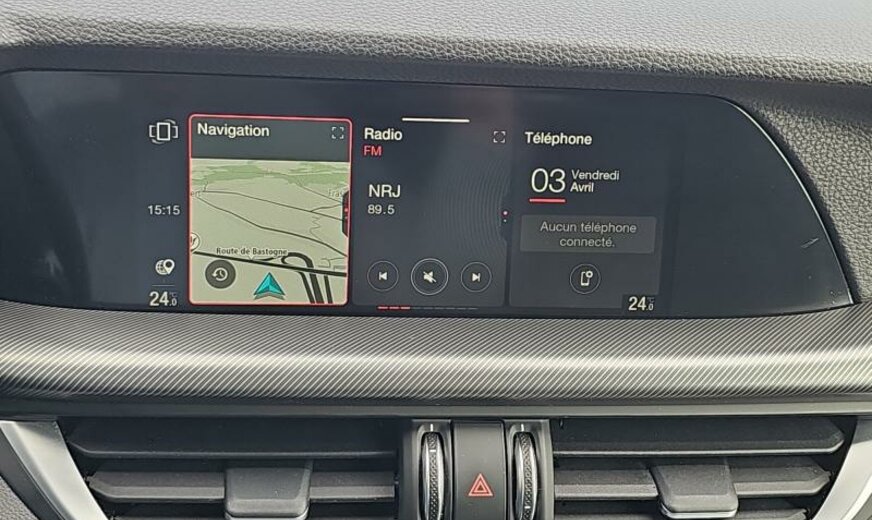 Navigation
Route de Bastogne
15:15
24.0
Radio
FM
NRJ
89.5
Téléphone
03 Vendredi
Avril
Aucun téléphone
connecté.
24.0